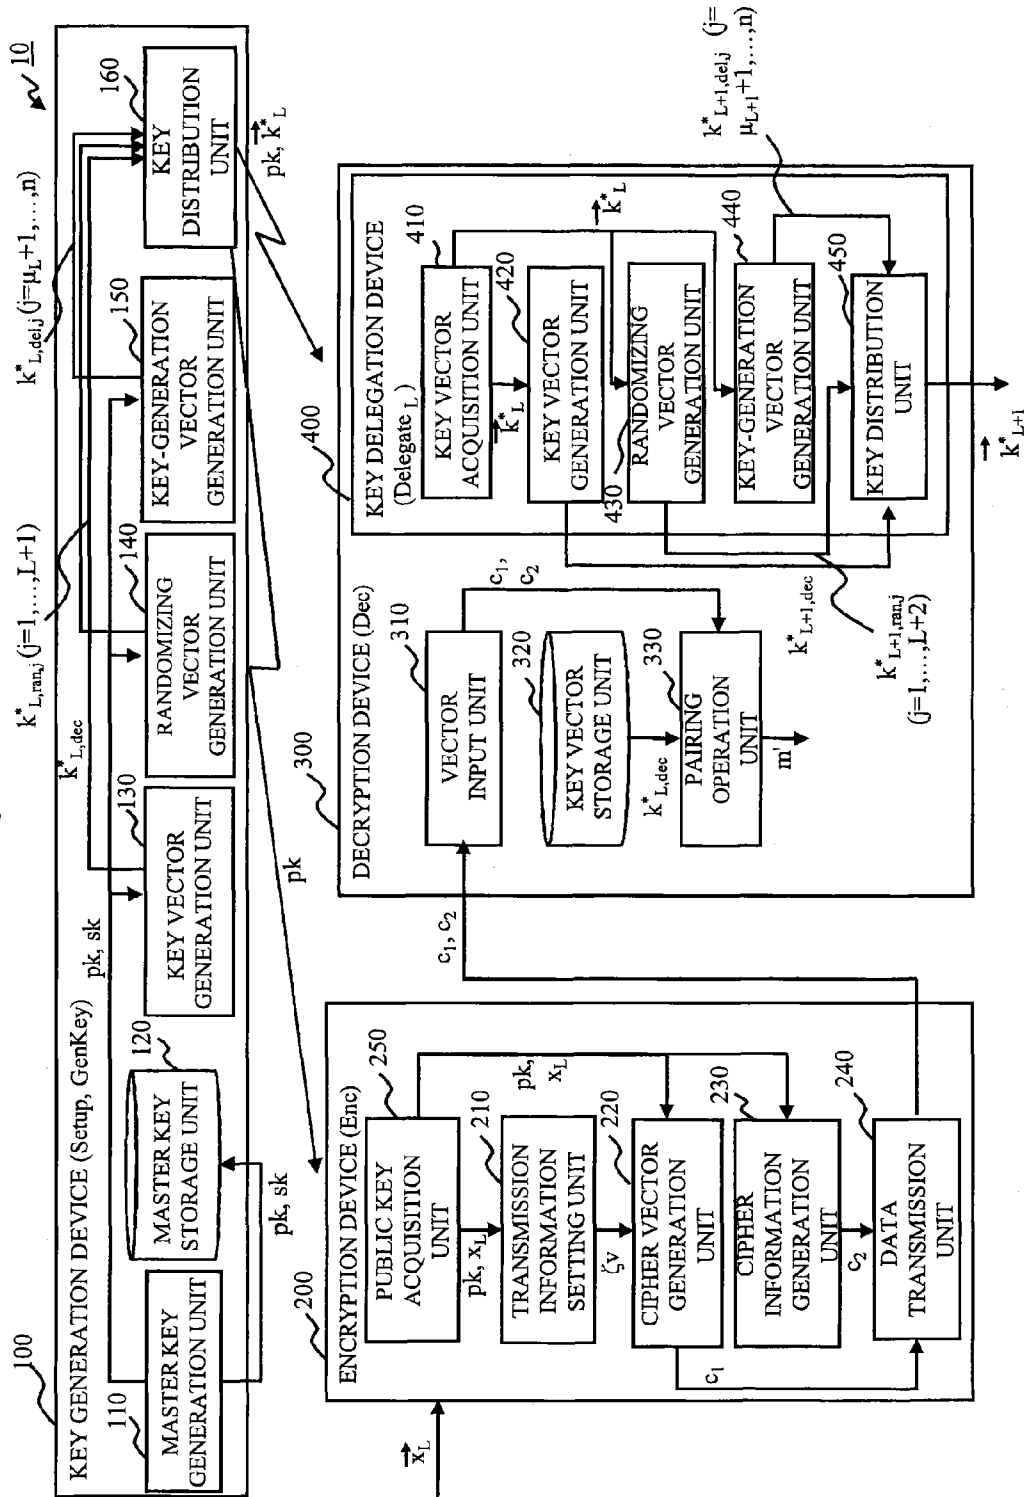 10
100
KEY GENERATION DEVICE (Setup, GenKey)
110
MASTER KEY
GENERATION UNIT
120
MASTER KEY
STORAGE UNIT
pk, sk
pk, sk
130
KEY VECTOR
GENERATION UNIT
k*L,dec
140
RANDOMIZING
VECTOR
GENERATION UNIT
k*L,ran,j (j=1,...,L+1)
150
KEY-GENERATION
VECTOR
GENERATION UNIT
k*L,del,j (j=μL+1,...,n)
160
KEY
DISTRIBUTION
UNIT
pk, k*L
pk
200
ENCRYPTION DEVICE (Enc)
xL
250
PUBLIC KEY
ACQUISITION
UNIT
pk, xL
pk,
xL
210
TRANSMISSION
INFORMATION
SETTING UNIT
ζv
220
CIPHER VECTOR
GENERATION
UNIT
c1
230
CIPHER
INFORMATION
GENERATION
UNIT
c2
240
DATA
TRANSMISSION
UNIT
c1, c2
300
DECRYPTION DEVICE (Dec)
310
VECTOR
INPUT UNIT
c1,
c2
320
KEY VECTOR
STORAGE UNIT
k*L,dec
330
PAIRING
OPERATION
UNIT
m'
400
KEY DELEGATION DEVICE
(Delegate L)
410
KEY VECTOR
ACQUISITION UNIT
k*L
k*L
420
KEY VECTOR
GENERATION UNIT
430
RANDOMIZING
VECTOR
GENERATION UNIT
440
KEY-GENERATION
VECTOR
GENERATION UNIT
450
KEY DISTRIBUTION
UNIT
k*L+1,dec
k*L+1,ran,j
(j=1,...,L+2)
k*L+1,del,j (j=
μL+1+1,...,n)
k*L+1